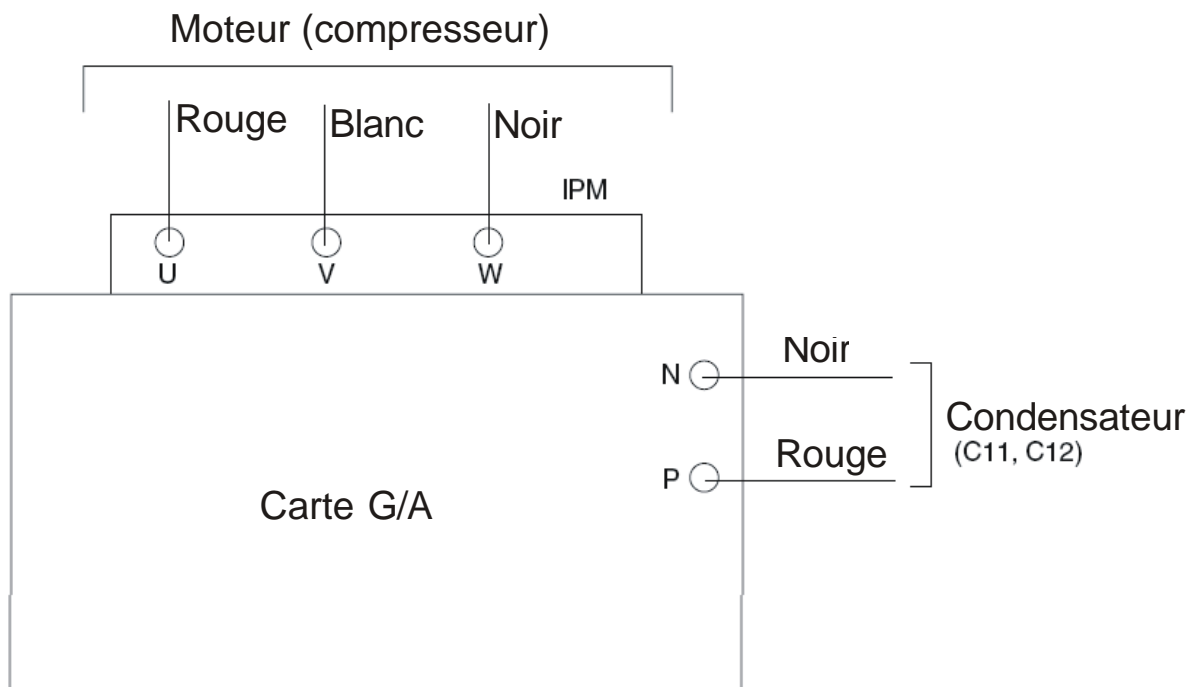 Moteur (compresseur)
Rouge
Blanc
Noir
IPM
U
V
W
N
Noir
Condensateur
(C11, C12)
P
Rouge
Carte G/A